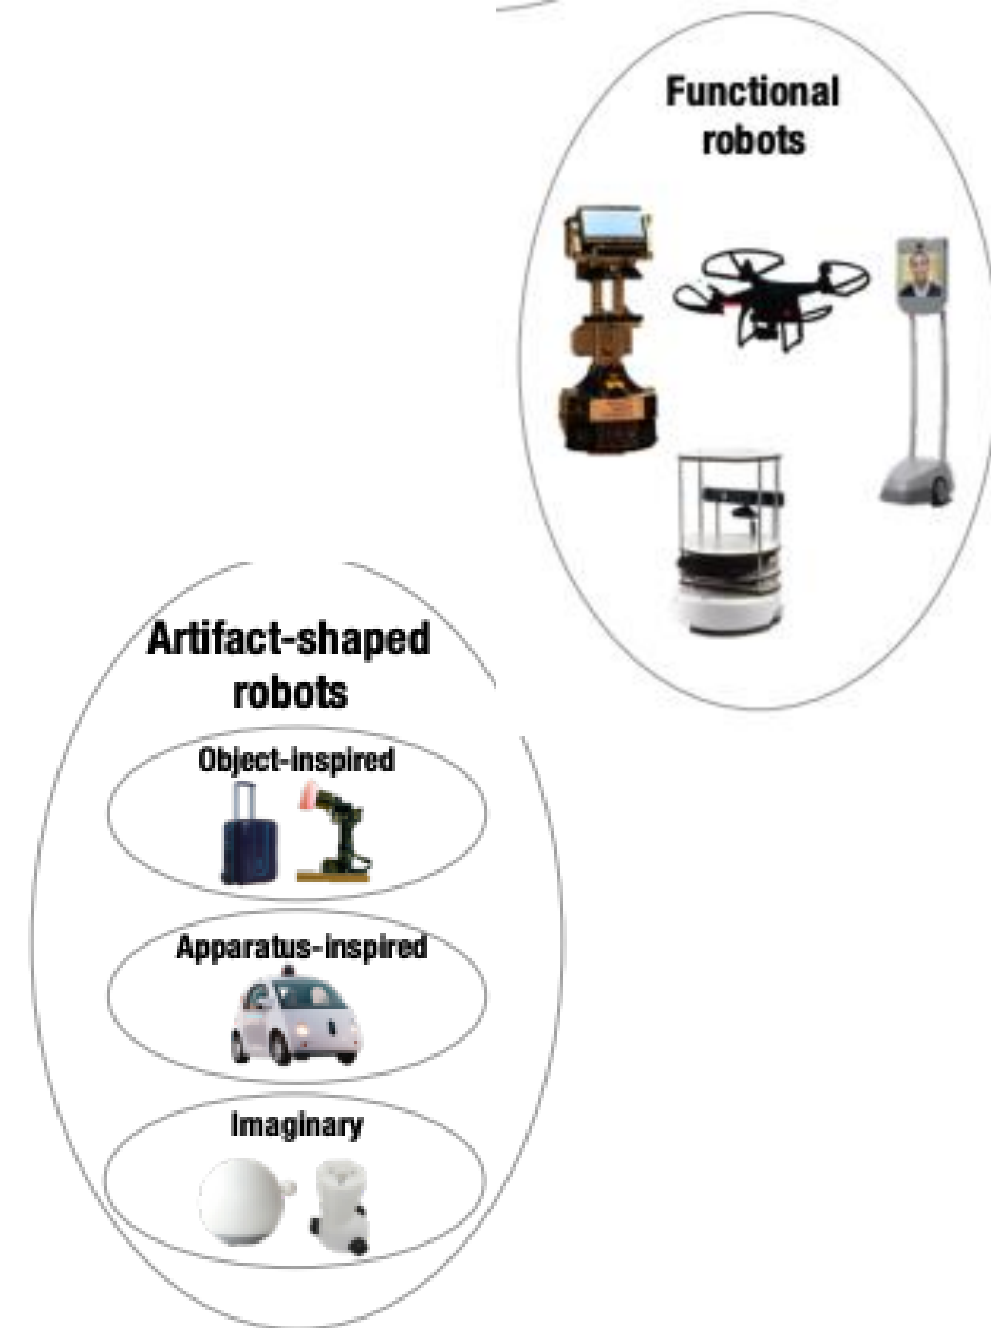 Functional
robots
Artifact-shaped
robots
Object-inspired
Apparatus-inspired
Imaginary